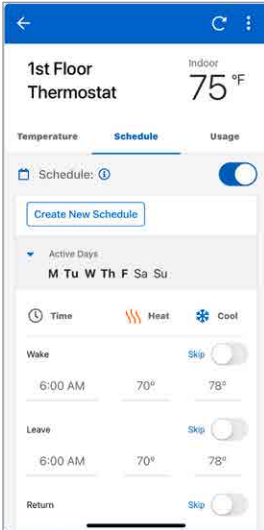 1st Floor
Thermostat
Indoor
75 °F
Temperature Schedule Usage
Schedule:
Create New Schedule
Active Days
M Tu W Th F Sa Su
Time Heat Cool
Wake Skip
6:00 AM 70° 78°
Leave Skip
6:00 AM 70° 78°
Return Skip